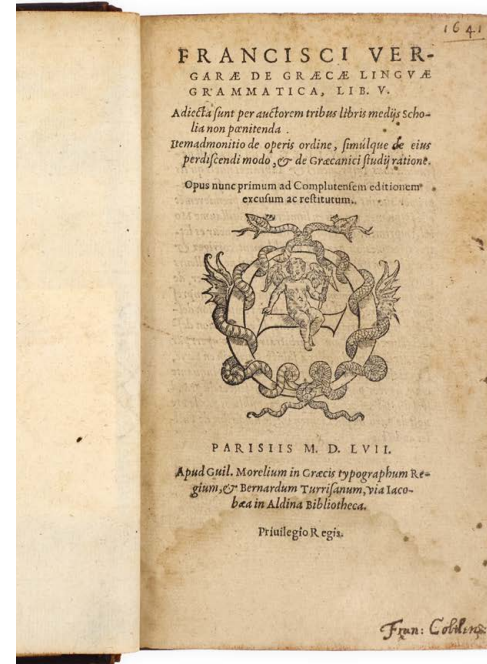 1641
FRANCISCI VER-
GARÆ DE GRÆCÆ LINGVÆ
GRAMMATICA, LIB. V.
Adiecta sunt per auctorem tribus libris medijs Scho-
lia non pœnitenda.
Item admonitio de operis ordine, simúlque de eius
perdiscendi modo, & de Græcanici studij ratione.
Opus nunc primum ad Complutensem editionem
excusum ac restitutum.
PARISIIS M. D. LVII.
Apud Guil. Morelium in Græcis typographum Re-
gium, & Bernardum Turrisanum, via Iaco-
bæa in Aldina Bibliotheca.
Priuilegio Regis.
Fran: